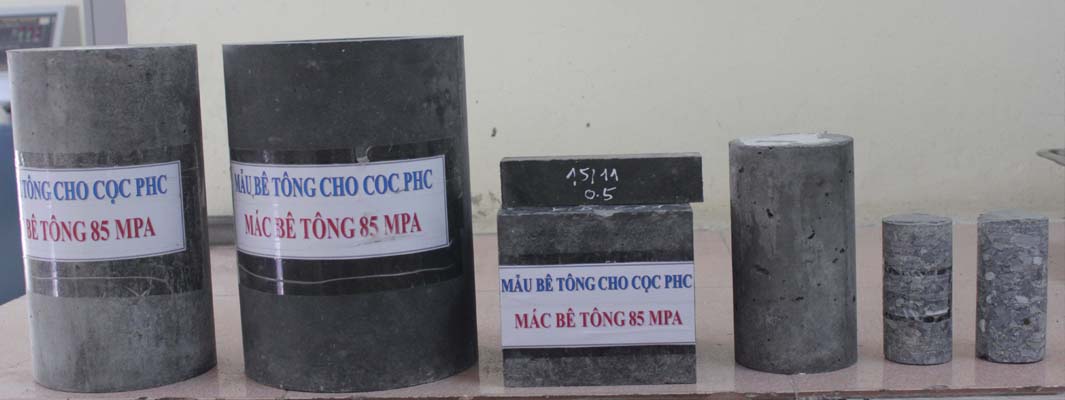 TÔNG CHO CỌC PHC
BÊ TÔNG 85 MPA
MẪU BÊ TÔNG CHO CỌC PHC
MÁC BÊ TÔNG 85 MPA
15/11
0.5
MẪU BÊ TÔNG CHO CỌC PHC
MÁC BÊ TÔNG 85 MPA